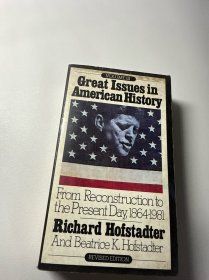 VOLUME III
Great Issues in
American History
From Reconstruction to
the Present Day, 1864-1981
Richard Hofstadter
And Beatrice K. Hofstadter
REVISED EDITION